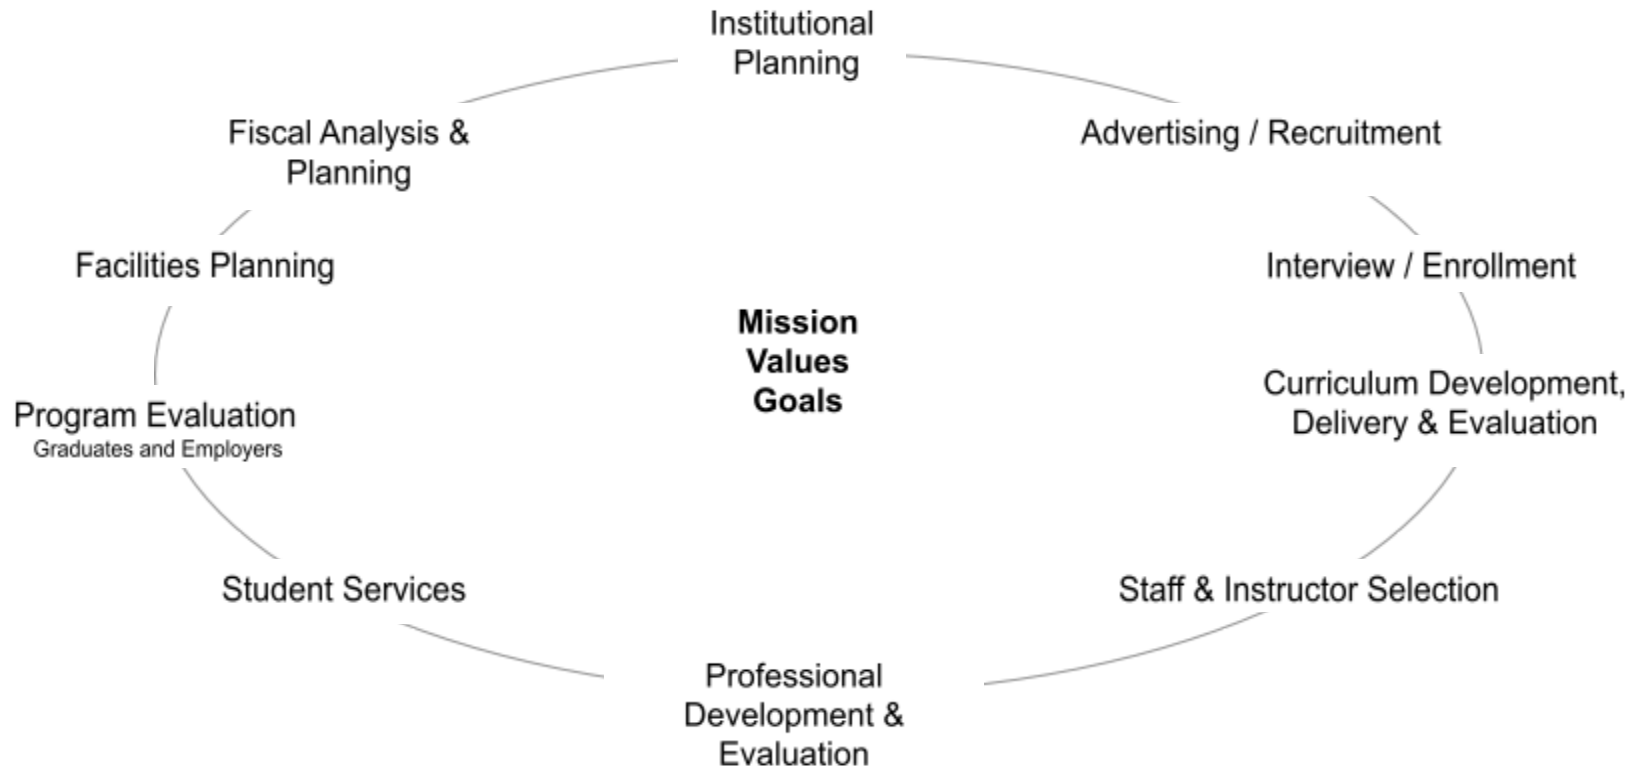 Institutional
Planning
Fiscal Analysis &
Planning
Advertising / Recruitment
Facilities Planning
Interview / Enrollment
Mission
Values
Goals
Program Evaluation
Graduates and Employers
Curriculum Development,
Delivery & Evaluation
Student Services
Staff & Instructor Selection
Professional
Development &
Evaluation